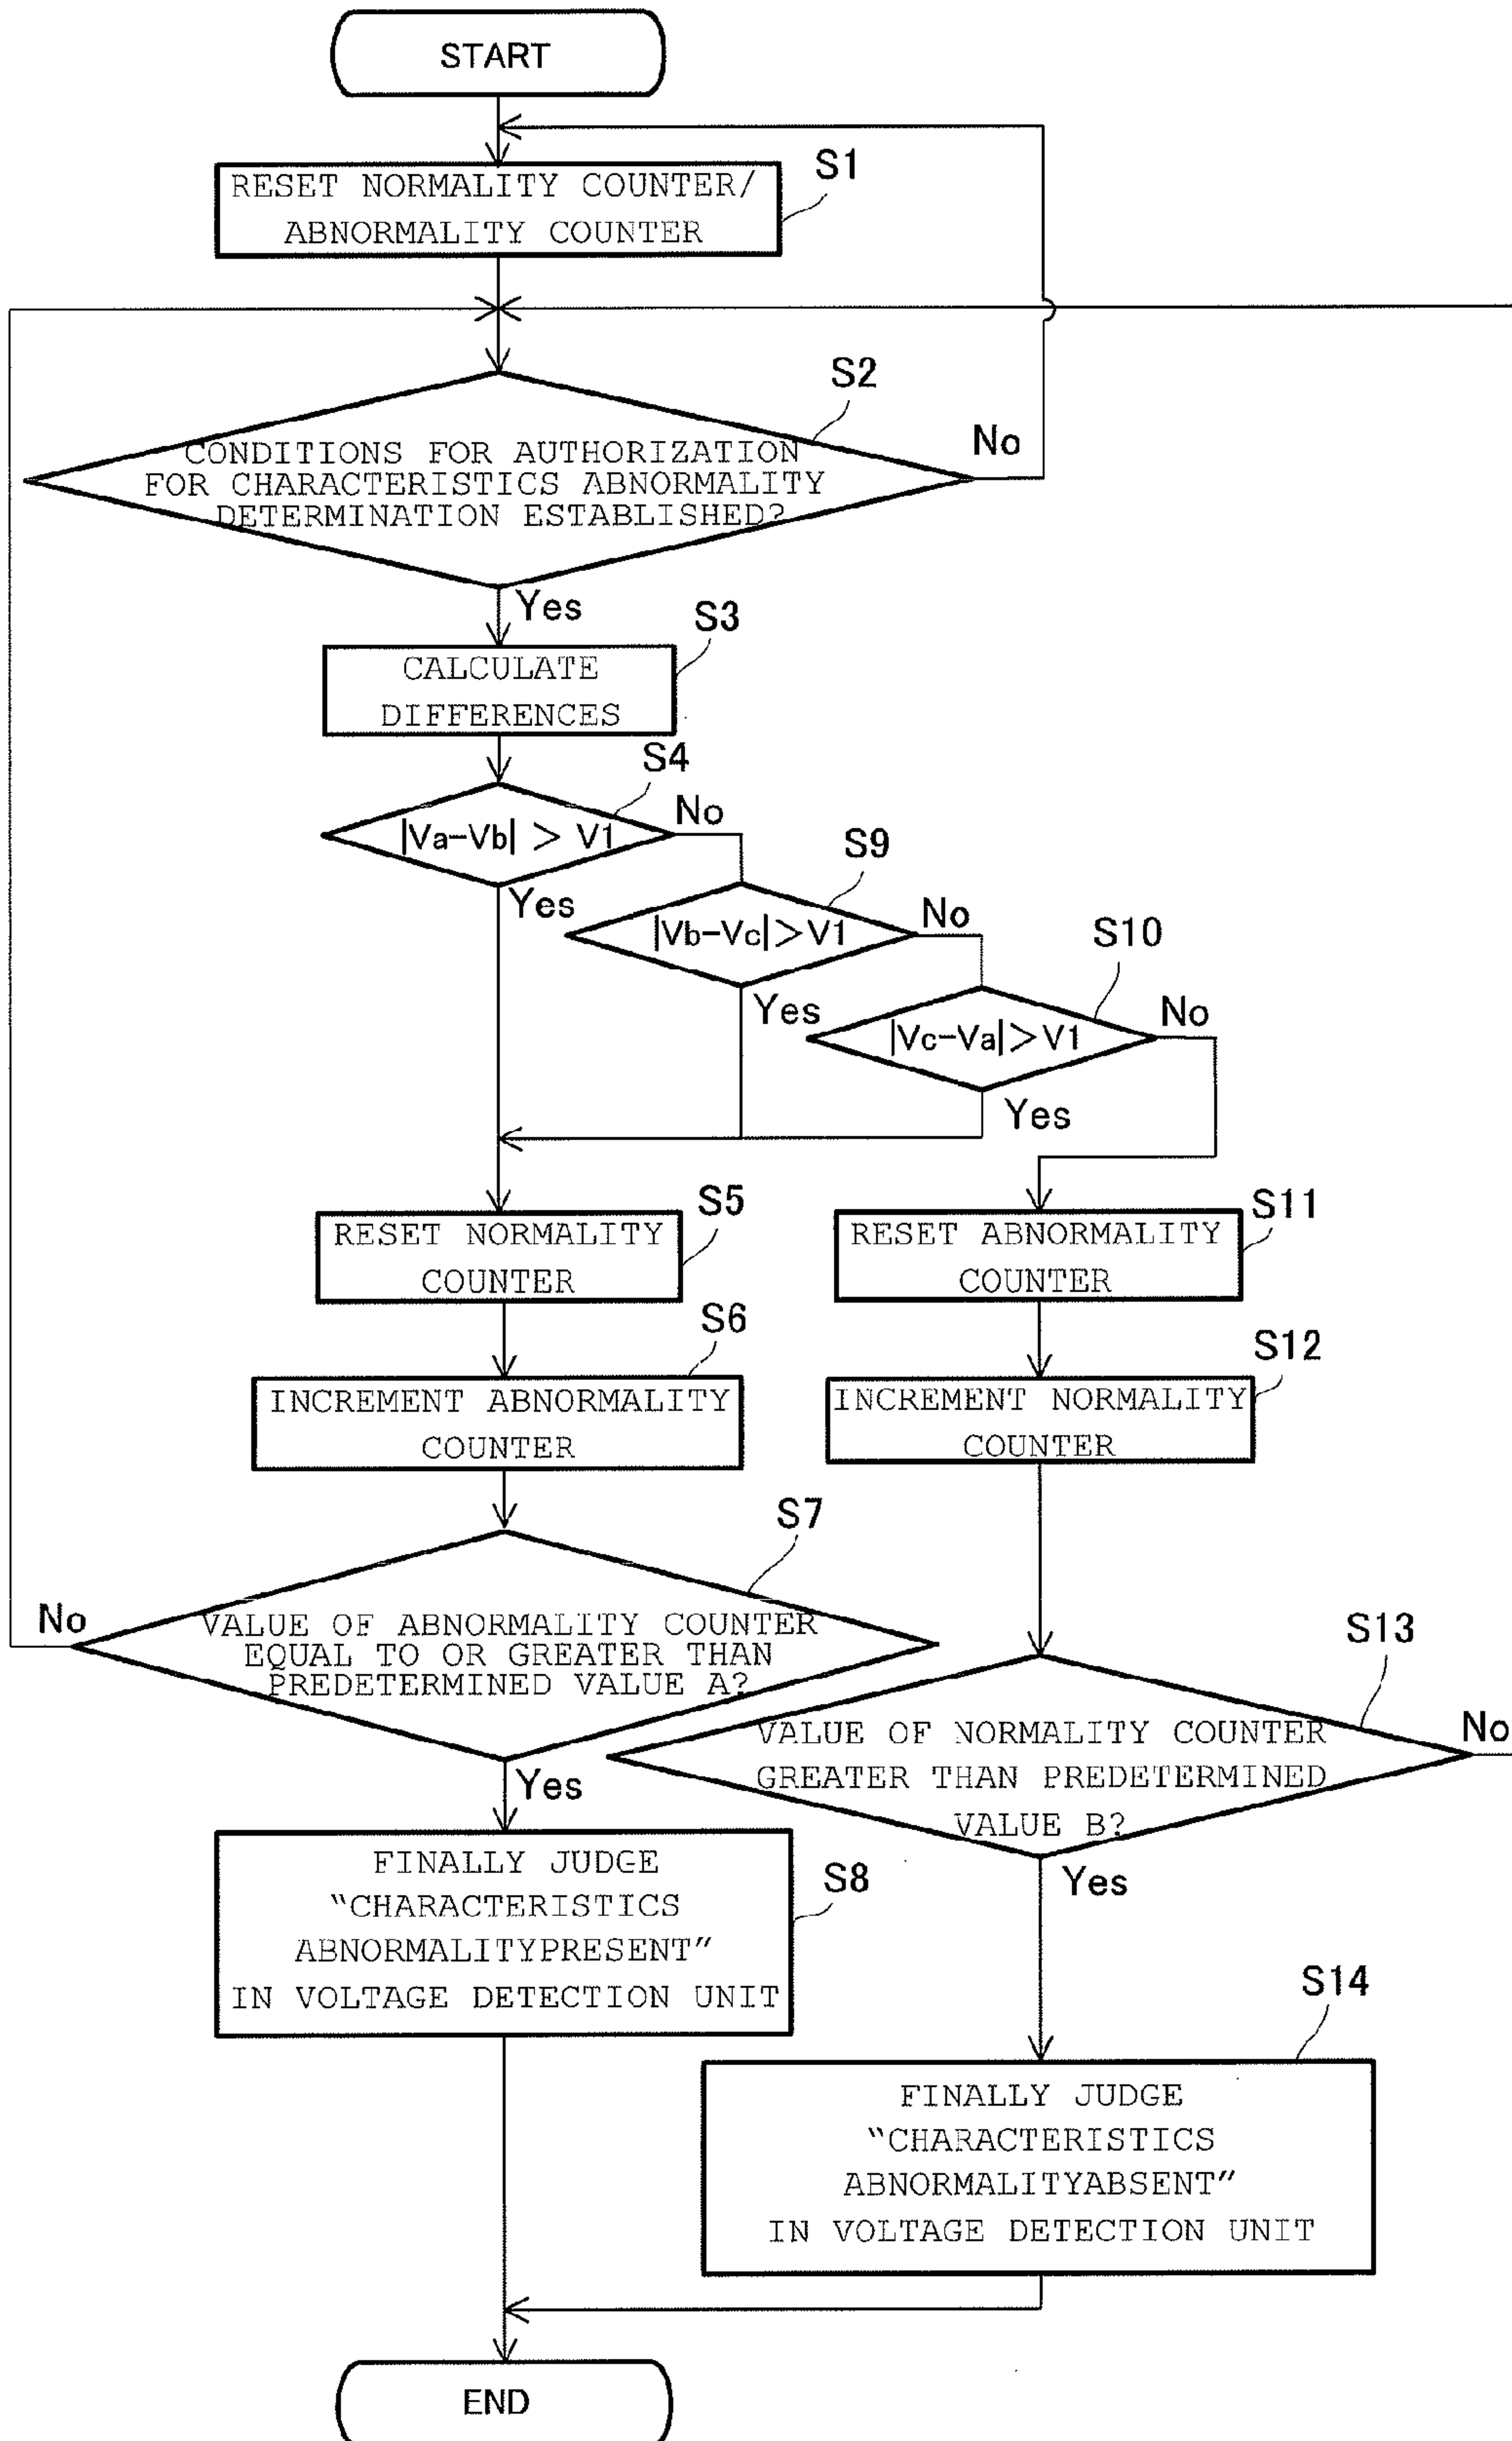 START
S1
RESET NORMALITY COUNTER/
ABNORMALITY COUNTER
S2
CONDITIONS FOR AUTHORIZATION
FOR CHARACTERISTICS ABNORMALITY
DETERMINATION ESTABLISHED?
No
Yes
S3
CALCULATE
DIFFERENCES
S4
|Va-Vb| > V1
No
Yes
S9
|Vb-Vc|>V1
No
Yes
S10
|Vc-Va|>V1
No
Yes
S5
RESET NORMALITY
COUNTER
S11
RESET ABNORMALITY
COUNTER
S6
INCREMENT ABNORMALITY
COUNTER
S12
INCREMENT NORMALITY
COUNTER
S7
VALUE OF ABNORMALITY COUNTER
EQUAL TO OR GREATER THAN
PREDETERMINED VALUE A?
No
Yes
S13
VALUE OF NORMALITY COUNTER
GREATER THAN PREDETERMINED
VALUE B?
No
Yes
S8
FINALLY JUDGE
"CHARACTERISTICS
ABNORMALITYPRESENT"
IN VOLTAGE DETECTION UNIT
S14
FINALLY JUDGE
"CHARACTERISTICS
ABNORMALITYABSENT"
IN VOLTAGE DETECTION UNIT
END